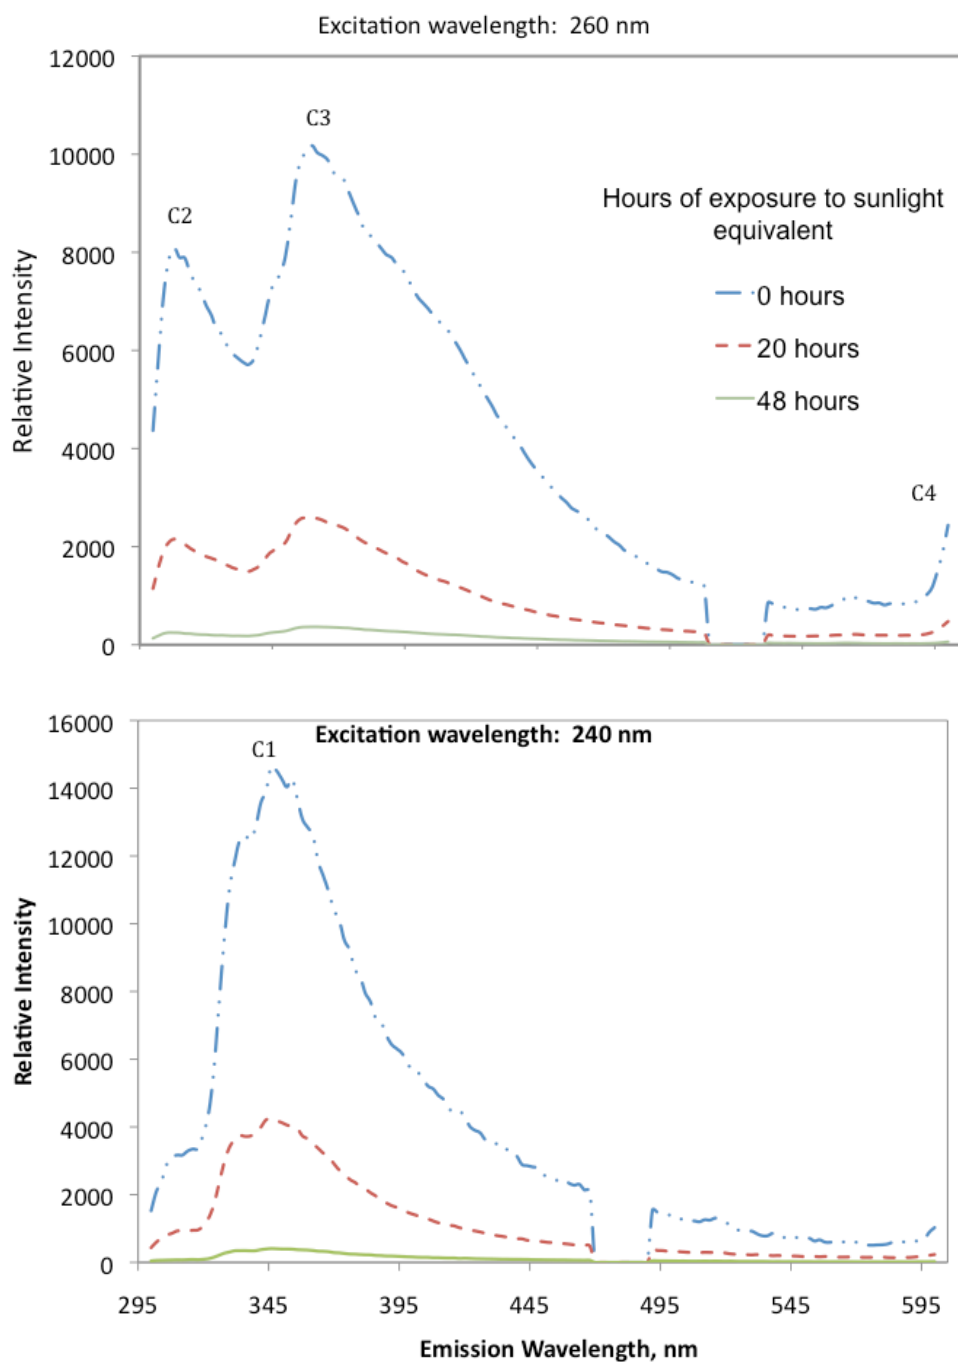 Excitation wavelength: 260 nm
12000
10000
8000
6000
4000
2000
0
Relative Intensity
C2
C3
C4
Hours of exposure to sunlight
equivalent
0 hours
20 hours
48 hours
Excitation wavelength: 240 nm
16000
14000
12000
10000
8000
6000
4000
2000
0
Relative Intensity
C1
295 345 395 445 495 545 595
Emission Wavelength, nm